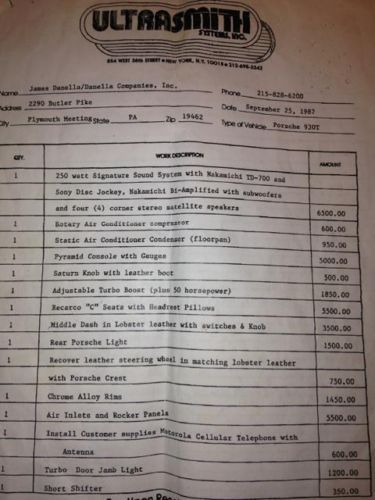 ULTRASMITH
SYSTEMS, INC.
NEW YORK, N.Y. 10018
Name James Danella/Danella Companies, Inc. Phone 215-828-6200
Address 2290 Butler Pike Date September 25, 1987
City Plymouth Meeting State PA Zip 19462 Type of Vehicle Porsche 930T
QTY. WORK DESCRIPTION AMOUNT
1 250 watt Signature Sound System with Nakamichi TD-700 and
Sony Disc Jockey, Nakamichi Bi-Amplified with subwoofers
and four (4) corner stereo satellite speakers 6500.00
1 Rotary Air Conditioner compressor 600.00
1 Static Air Conditioner Condenser (floorpan) 950.00
1 Pyramid Console with Gauges 5000.00
1 Saturn Knob with leather boot 500.00
1 Adjustable Turbo Boost (plus 50 horsepower) 1850.00
1 Recarco "C" Seats with Headrest Pillows 5500.00
1 Middle Dash in Lobster leather with switches & Knob 3500.00
1 Rear Porsche Light 1500.00
1 Recover leather steering wheel in matching lobster leather
with Porsche Crest 750.00
1 Chrome Alloy Rims 1450.00
1 Air Inlets and Rocker Panels 5500.00
1 Install Customer supplies Motorola Cellular Telephone with
Antenna 600.00
1 Turbo Door Jamb Light 1200.00
1 Short Shifter 350.00